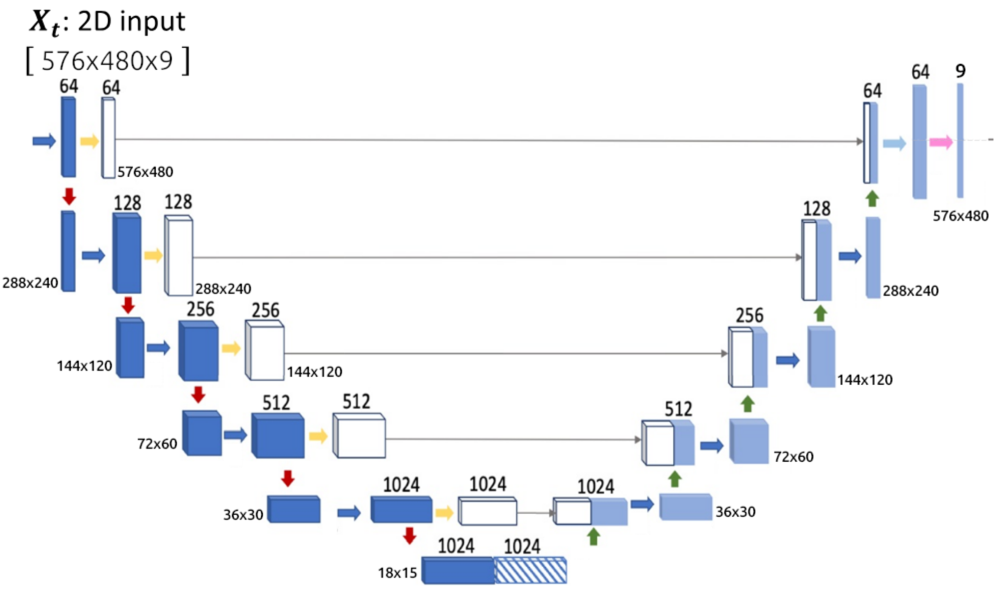 X_t: 2D input
[ 576x480x9 ]
64 64
64 64 9
576x480
576x480
128 128
128
288x240
288x240
288x240
256 256
256
144x120
144x120
144x120
512 512
512
72x60
72x60
1024 1024 1024
36x30
36x30
1024 1024
18x15